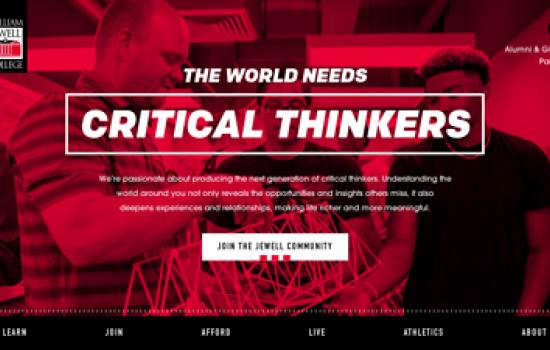 LLIAM
WELL
OLLEGE
Alumni & Gi
Pa
THE WORLD NEEDS
CRITICAL THINKERS
We're passionate about producing the next generation of critical thinkers. Understanding the
world around you not only reveals the opportunities and insights others miss, it also
deepens experiences and relationships, making life richer and more meaningful.
JOIN THE JEWELL COMMUNITY
LEARN
JOIN
AFFORD
LIVE
ATHLETICS
ABOUT